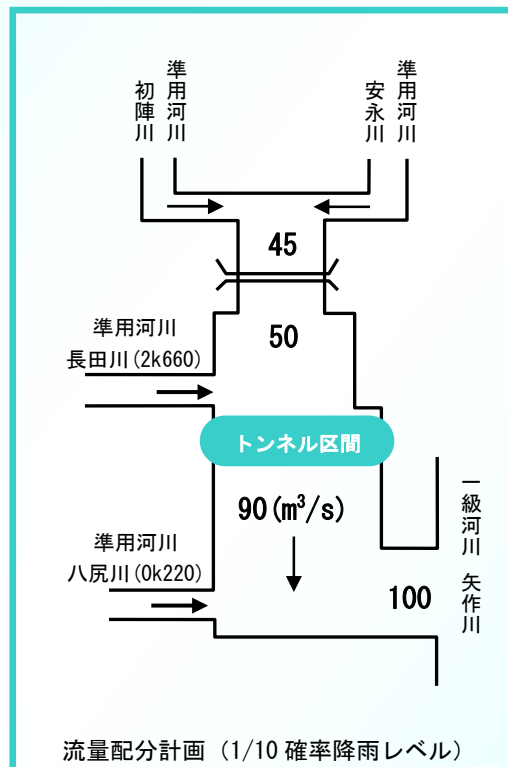 準用河川
初陣川
準用河川
安永川
45
準用河川
長田川(2k660)
50
トンネル区間
90(m³/s)
準用河川
八尻川(0k220)
100
一級河川 矢作川
流量配分計画（1/10 確率降雨レベル）